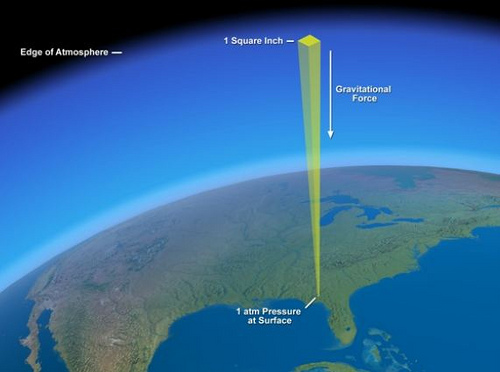 1 Square Inch
Edge of Atmosphere
Gravitational
Force
1 atm Pressure
at Surface